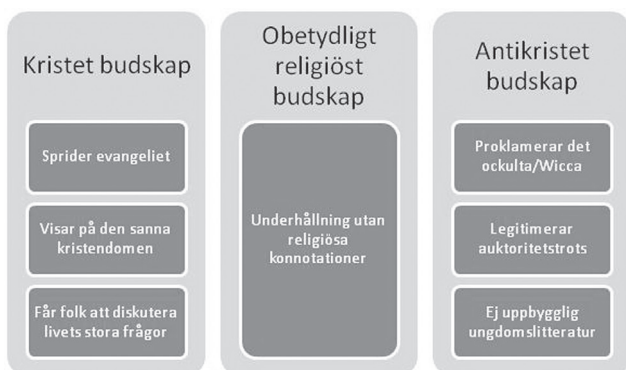 Kristet budskap
Sprider evangeliet
Visar på den sanna
kristendomen
Får folk att diskutera
livets stora frågor
Obetydligt
religiöst
budskap
Underhållning utan
religiösa
konnotationer
Antikristet
budskap
Proklamerar det
ockulta/Wicca
Legitimerar
auktoritetstrots
Ej uppbygglig
ungdomslitteratur